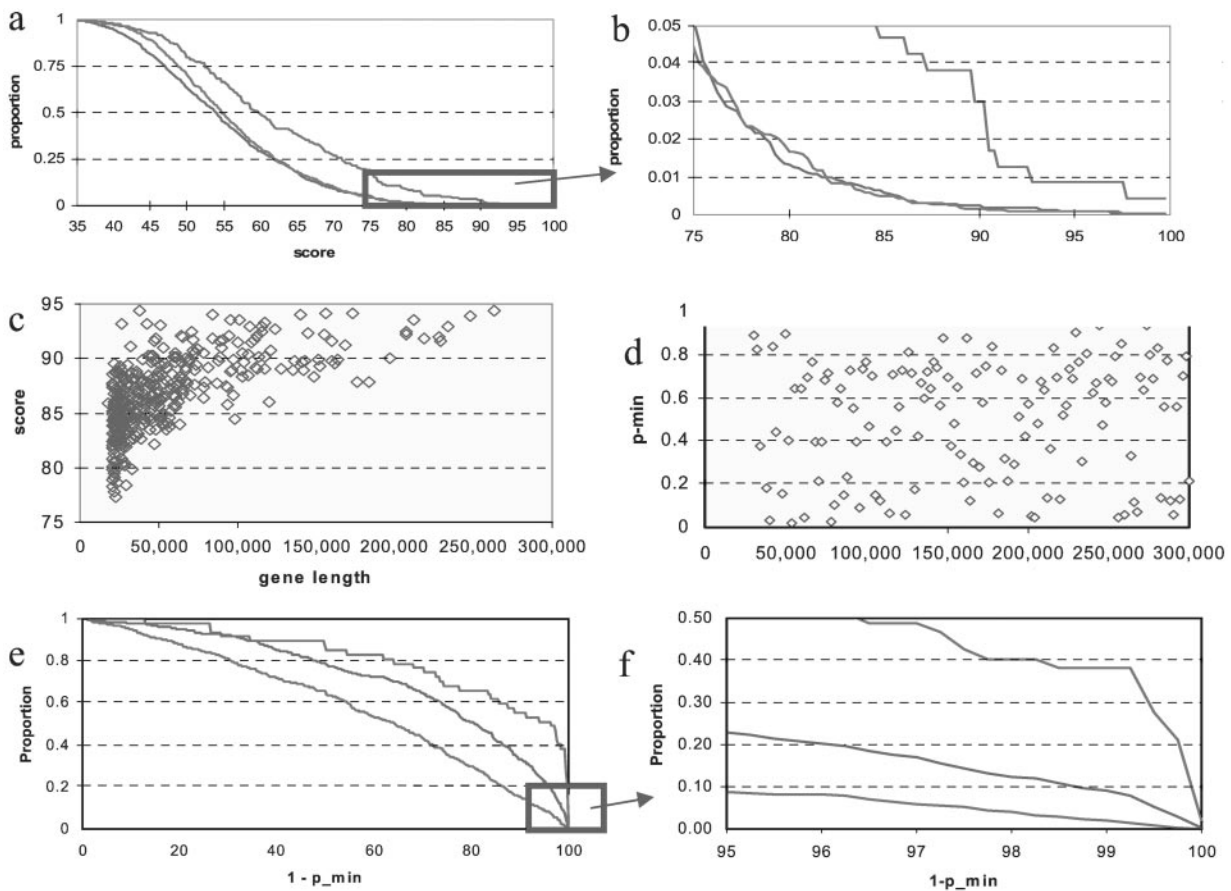 a
1
0.75
0.5
0.25
0
proportion
35 40 45 50 55 60 65 70 75 80 85 90 95 100
score
b
0.05
0.04
0.03
0.02
0.01
0
proportion
75 80 85 90 95 100
c
95
90
85
80
75
score
0 50,000 100,000 150,000 200,000 250,000 300,000
gene length
d
1
0.8
0.6
0.4
0.2
0
p-min
0 50,000 100,000 150,000 200,000 250,000 300,000
e
1
0.8
0.6
0.4
0.2
0
Proportion
0 20 40 60 80 100
1 - p_min
f
0.50
0.40
0.30
0.20
0.10
0.00
Proportion
95 96 97 98 99 100
1-p_min